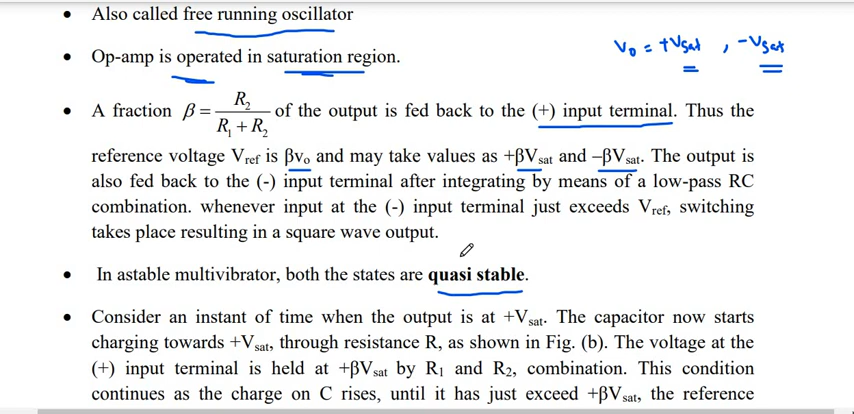 • Also called free running oscillator
• Op-amp is operated in saturation region.
Vo = +Vsat , -Vsat
• A fraction β = R2 / (R1 + R2) of the output is fed back to the (+) input terminal. Thus the
reference voltage Vref is βvo and may take values as +βVsat and –βVsat. The output is
also fed back to the (-) input terminal after integrating by means of a low-pass RC
combination. whenever input at the (-) input terminal just exceeds Vref, switching
takes place resulting in a square wave output.
• In astable multivibrator, both the states are quasi stable.
• Consider an instant of time when the output is at +Vsat. The capacitor now starts
charging towards +Vsat, through resistance R, as shown in Fig. (b). The voltage at the
(+) input terminal is held at +βVsat by R1 and R2, combination. This condition
continues as the charge on C rises, until it has just exceed +βVsat, the reference